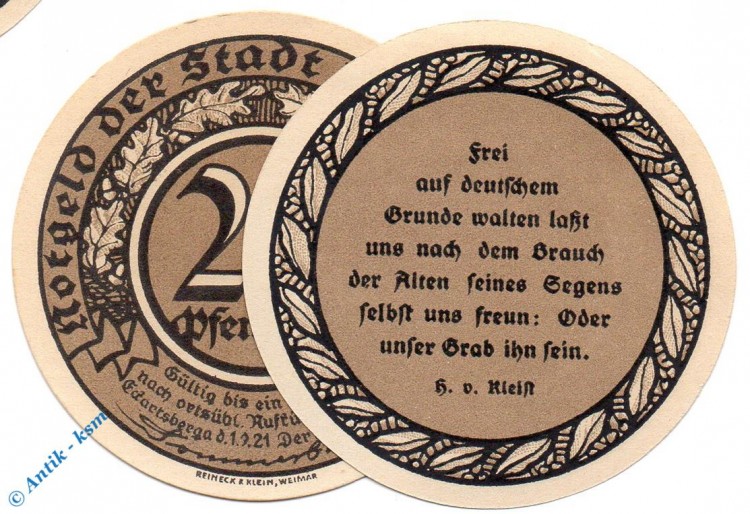 Notgeld der Stadt
2
Pfen
Gültig bis ein
nach ortsübl. Aufkü
Eckartsberga d. 1.9.21 Der
REINECK & KLEIN, WEIMAR
Frei
auf deutschem
Grunde walten laßt
uns nach dem Brauch
der Alten seines Segens
selbst uns freun: Oder
unser Grab ihn sein.
H. v. Kleist
© Antik - ksm